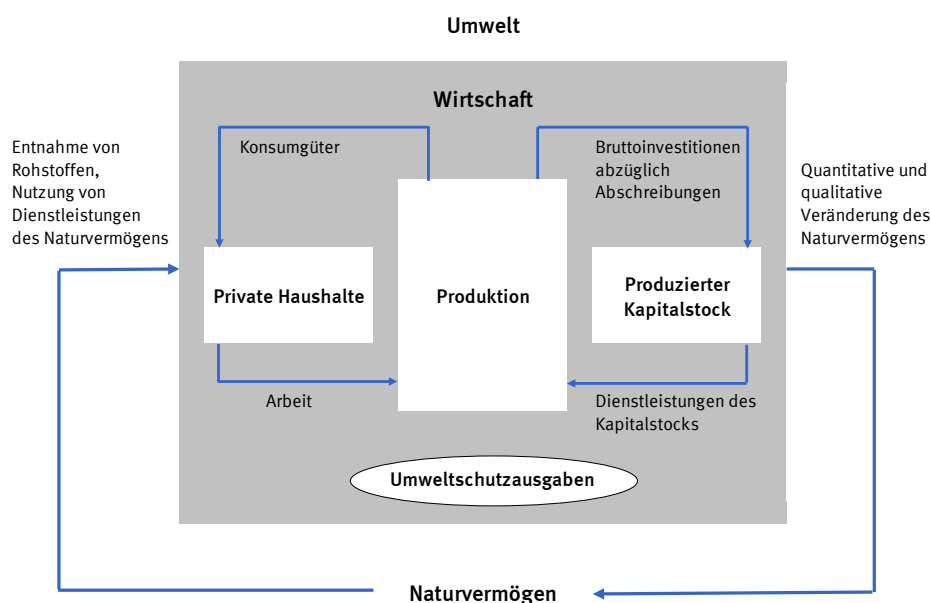 Umwelt
Wirtschaft
Entnahme von
Rohstoffen,
Nutzung von
Dienstleistungen
des Naturvermögens
Konsumgüter
Bruttoinvestitionen
abzüglich
Abschreibungen
Quantitative und
qualitative
Veränderung des
Naturvermögens
Private Haushalte
Produktion
Produzierter
Kapitalstock
Arbeit
Dienstleistungen des
Kapitalstocks
Umweltschutzausgaben
Naturvermögen